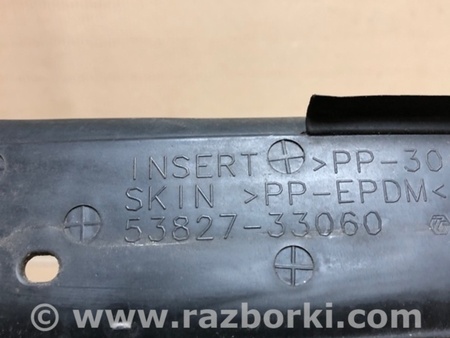 INSERT >PP-30
SKIN >PP-EPDM<
53827-33060
www.razborki.com